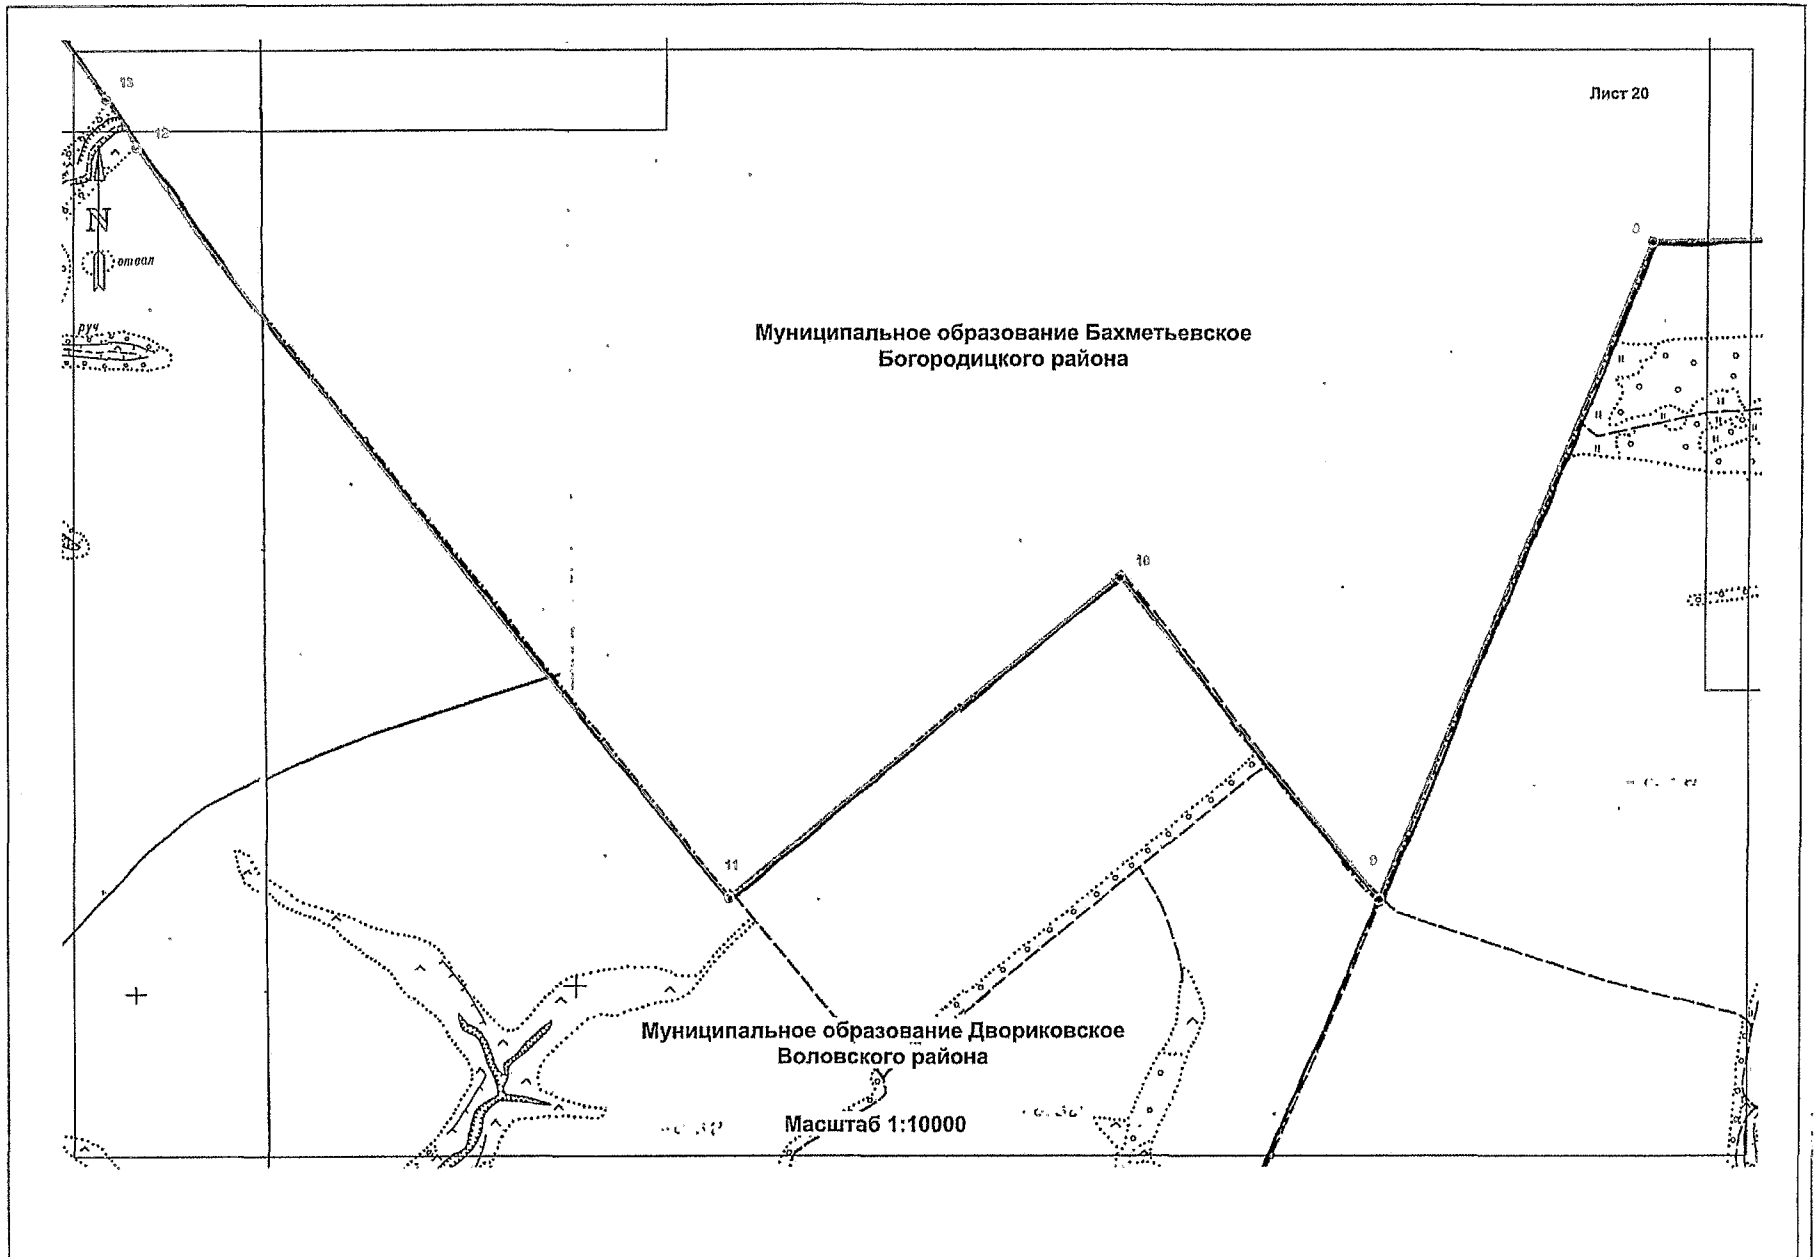 Лист 20
13
12
N
отвал
руч
Муниципальное образование Бахметьевское
Богородицкого района
10
11
9
Муниципальное образование Двориковское
Воловского района
Масштаб 1:10000